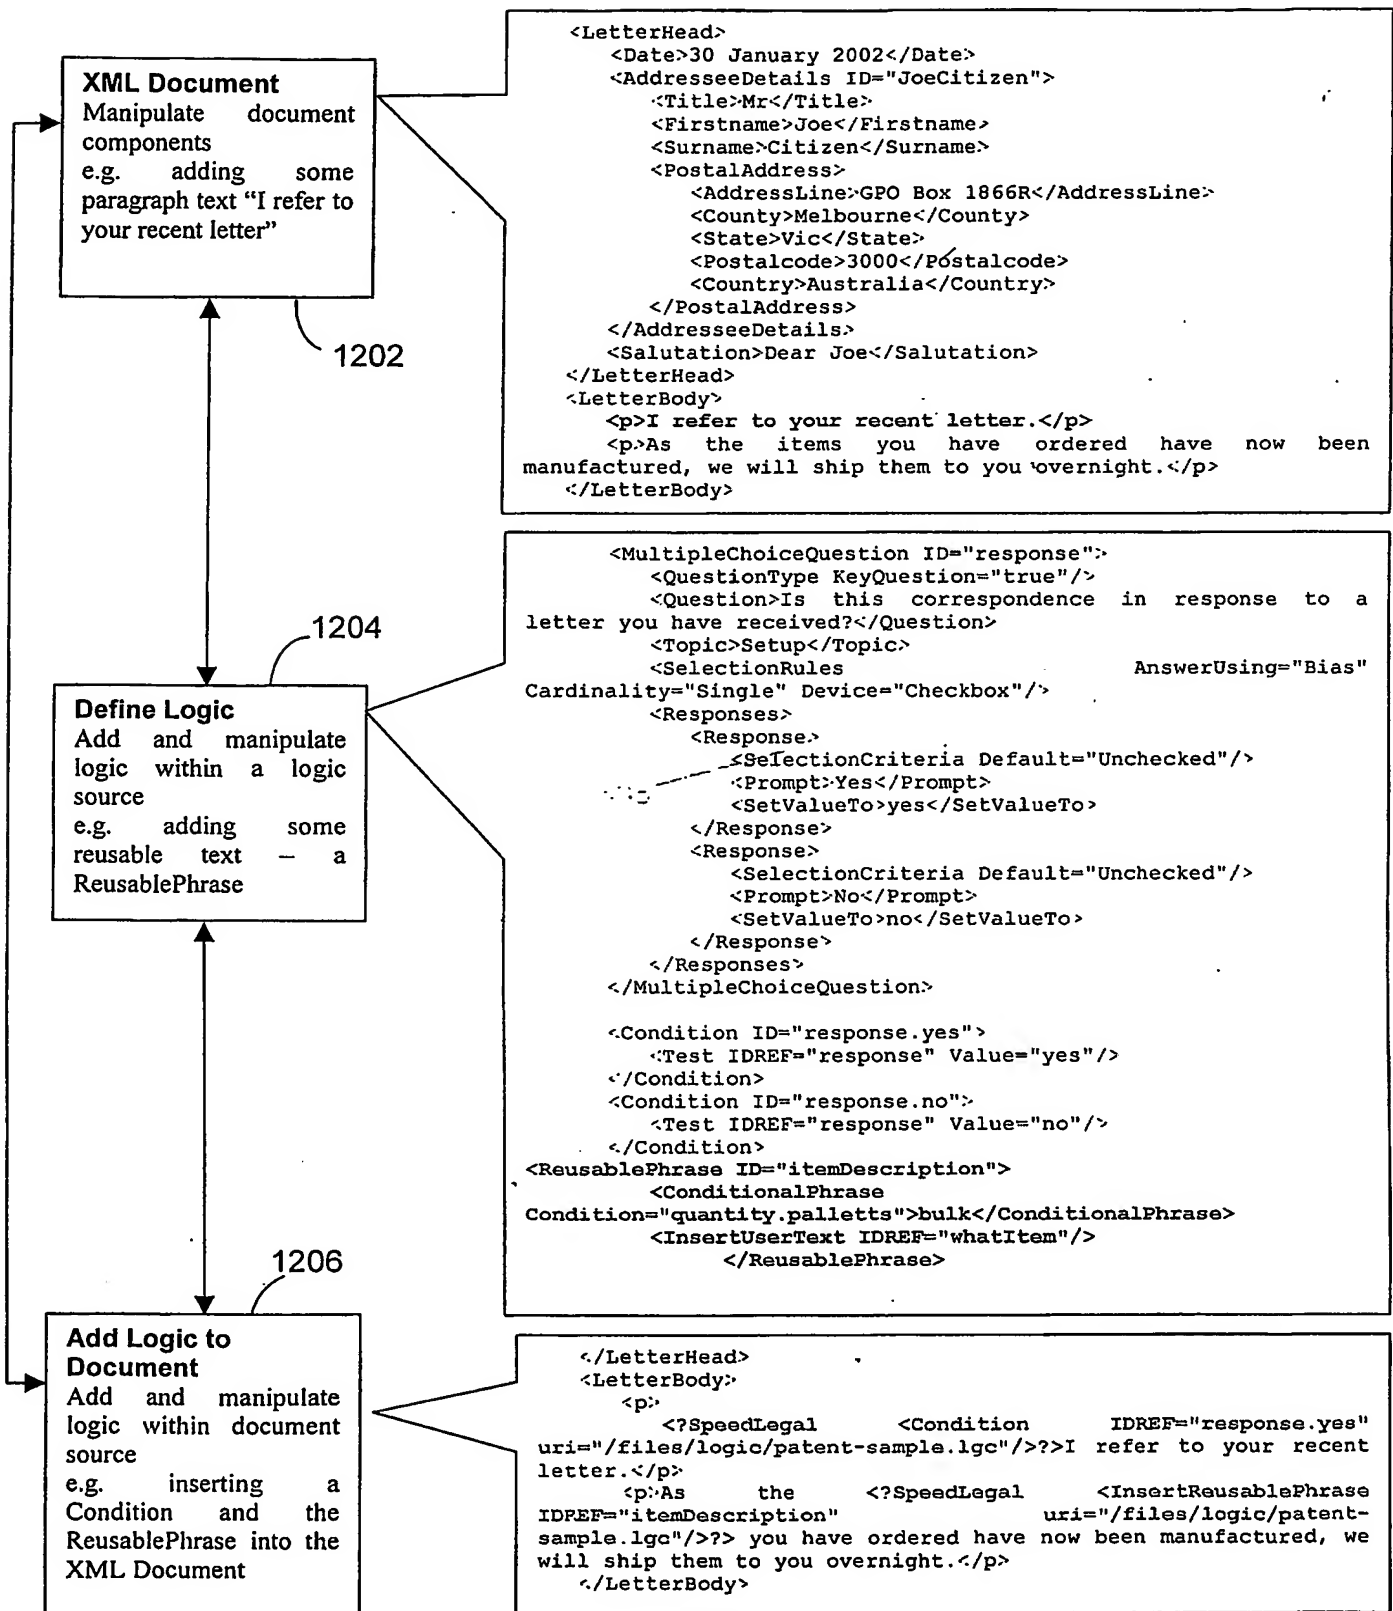 XML Document
Manipulate document
components
e.g. adding some
paragraph text “I refer to
your recent letter”
1202
<LetterHead>
<Date>30 January 2002</Date>
<AddresseeDetails ID="JoeCitizen">
<Title>Mr</Title>
<Firstname>Joe</Firstname>
<Surname>Citizen</Surname>
<PostalAddress>
<AddressLine>GPO Box 1866R</AddressLine>
<County>Melbourne</County>
<State>Vic</State>
<Postalcode>3000</Postalcode>
<Country>Australia</Country>
</PostalAddress>
</AddresseeDetails>
<Salutation>Dear Joe</Salutation>
</LetterHead>
<LetterBody>
<p>I refer to your recent letter.</p>
<p>As the items you have ordered have now been
manufactured, we will ship them to you overnight.</p>
</LetterBody>
1204
Define Logic
Add and manipulate
logic within a logic
source
e.g. adding some
reusable text – a
ReusablePhrase
<MultipleChoiceQuestion ID="response">
<QuestionType KeyQuestion="true"/>
<Question>Is this correspondence in response to a
letter you have received?</Question>
<Topic>Setup</Topic>
<SelectionRules AnswerUsing="Bias"
Cardinality="Single" Device="Checkbox"/>
<Responses>
<Response>
<SelectionCriteria Default="Unchecked"/>
<Prompt>Yes</Prompt>
<SetValueTo>yes</SetValueTo>
</Response>
<Response>
<SelectionCriteria Default="Unchecked"/>
<Prompt>No</Prompt>
<SetValueTo>no</SetValueTo>
</Response>
</Responses>
</MultipleChoiceQuestion>
<Condition ID="response.yes">
<Test IDREF="response" Value="yes"/>
</Condition>
<Condition ID="response.no">
<Test IDREF="response" Value="no"/>
</Condition>
<ReusablePhrase ID="itemDescription">
<ConditionalPhrase
Condition="quantity.palletts">bulk</ConditionalPhrase>
<InsertUserText IDREF="whatItem"/>
</ReusablePhrase>
1206
Add Logic to
Document
Add and manipulate
logic within document
source
e.g. inserting a
Condition and the
ReusablePhrase into the
XML Document
</LetterHead>
<LetterBody>
<p>
<?SpeedLegal <Condition IDREF="response.yes"
uri="/files/logic/patent-sample.lgc"/>?>I refer to your recent
letter.</p>
<p>As the <?SpeedLegal <InsertReusablePhrase
IDREF="itemDescription" uri="/files/logic/patent-
sample.lgc"/>?> you have ordered have now been manufactured, we
will ship them to you overnight.</p>
</LetterBody>